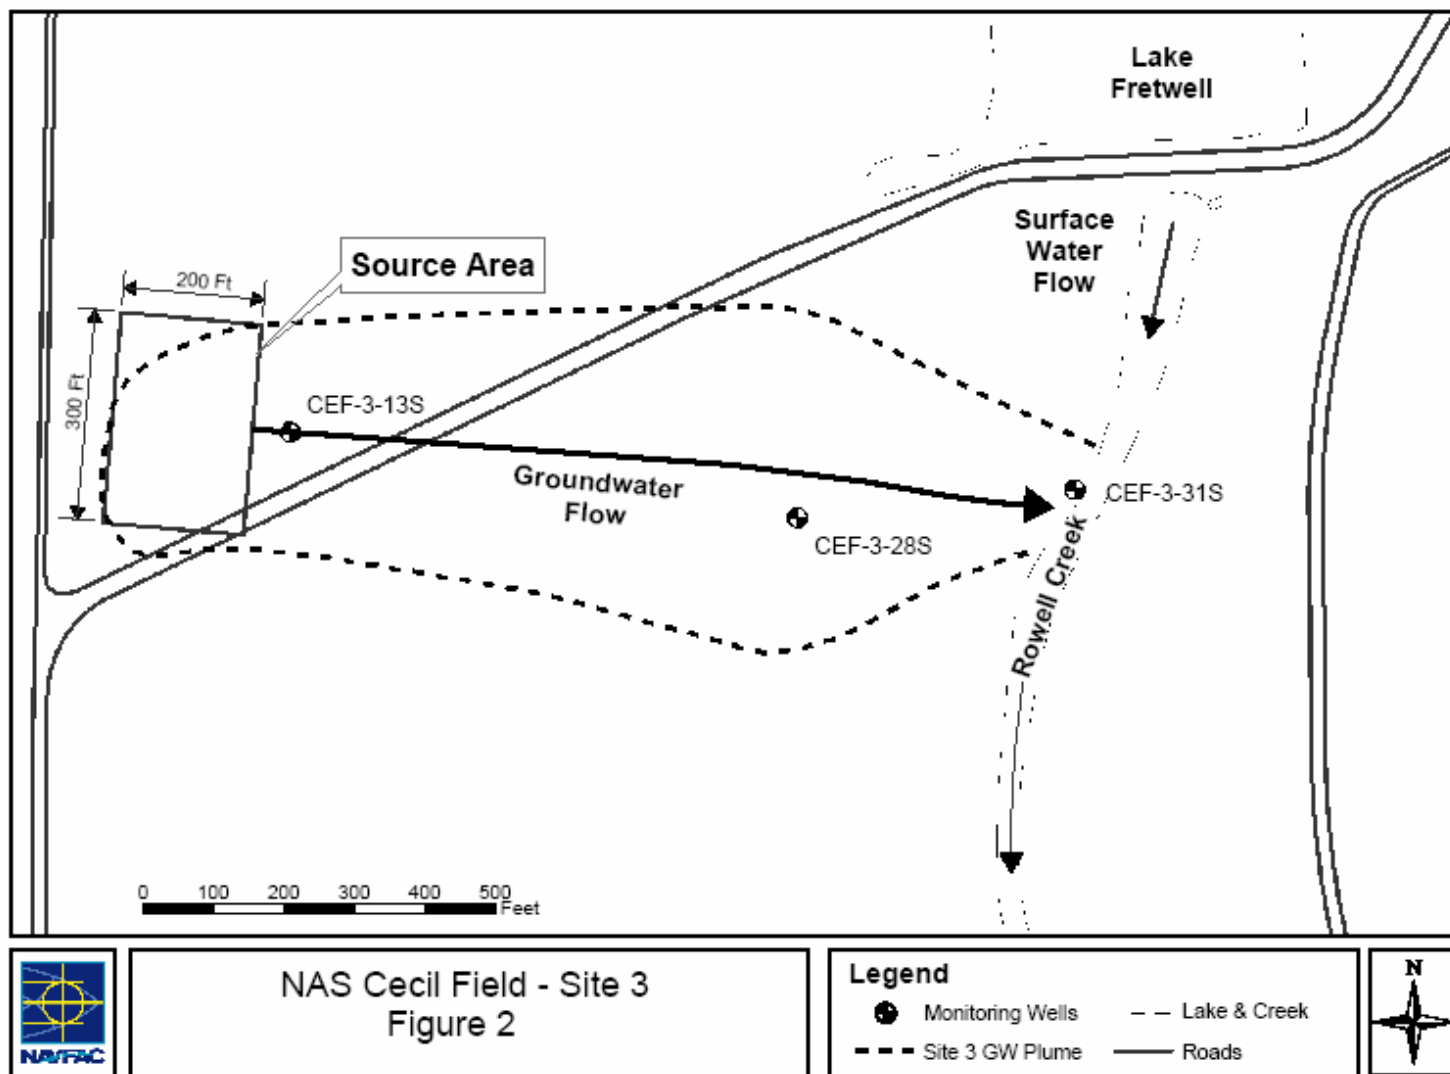 Lake
Fretwell
Surface
Water
Flow
Source Area
200 Ft
300 Ft
CEF-3-13S
Groundwater
Flow
CEF-3-31S
CEF-3-28S
Rowell Creek
0 100 200 300 400 500
Feet
NAVFAC
NAS Cecil Field - Site 3
Figure 2
Legend
Monitoring Wells
Lake & Creek
Site 3 GW Plume
Roads
N